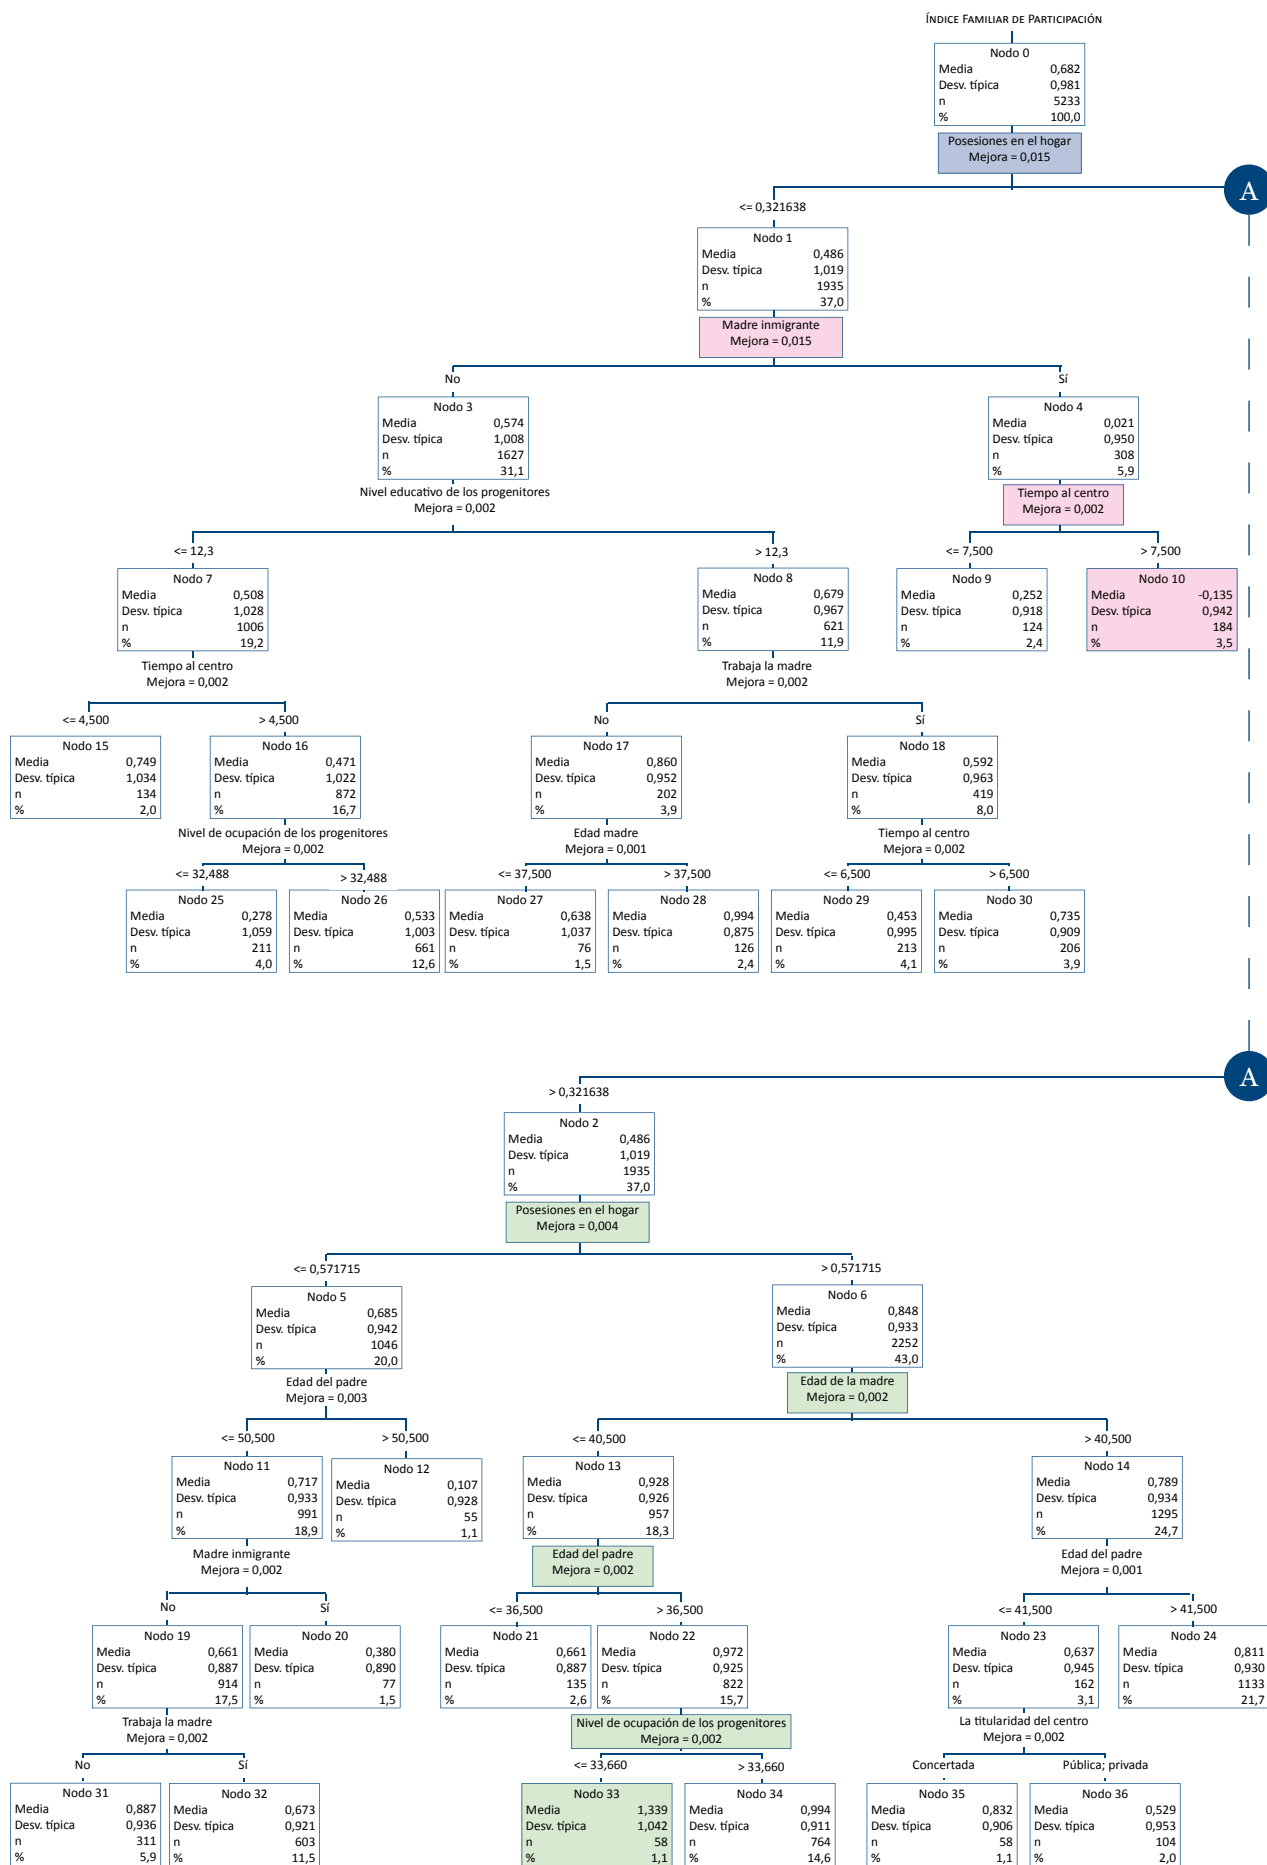 ÍNDICE FAMILIAR DE PARTICIPACIÓN
Nodo 0
Media 0,682
Desv. típica 0,981
n 5233
% 100,0
Posesiones en el hogar
Mejora = 0,015
A
<= 0,321638
Nodo 1
Media 0,486
Desv. típica 1,019
n 1935
% 37,0
Madre inmigrante
Mejora = 0,015
No
Sí
Nodo 3
Media 0,574
Desv. típica 1,008
n 1627
% 31,1
Nivel educativo de los progenitores
Mejora = 0,002
Nodo 4
Media 0,021
Desv. típica 0,950
n 308
% 5,9
Tiempo al centro
Mejora = 0,002
<= 12,3
> 12,3
<= 7,500
> 7,500
Nodo 7
Media 0,508
Desv. típica 1,028
n 1006
% 19,2
Tiempo al centro
Mejora = 0,002
Nodo 8
Media 0,679
Desv. típica 0,967
n 621
% 11,9
Trabaja la madre
Mejora = 0,002
Nodo 9
Media 0,252
Desv. típica 0,918
n 124
% 2,4
Nodo 10
Media -0,135
Desv. típica 0,942
n 184
% 3,5
<= 4,500
> 4,500
No
Sí
Nodo 15
Media 0,749
Desv. típica 1,034
n 134
% 2,0
Nodo 16
Media 0,471
Desv. típica 1,022
n 872
% 16,7
Nivel de ocupación de los progenitores
Mejora = 0,002
Nodo 17
Media 0,860
Desv. típica 0,952
n 202
% 3,9
Edad madre
Mejora = 0,001
Nodo 18
Media 0,592
Desv. típica 0,963
n 419
% 8,0
Tiempo al centro
Mejora = 0,002
<= 32,488
> 32,488
<= 37,500
> 37,500
<= 6,500
> 6,500
Nodo 25
Media 0,278
Desv. típica 1,059
n 211
% 4,0
Nodo 26
Media 0,533
Desv. típica 1,003
n 661
% 12,6
Nodo 27
Media 0,638
Desv. típica 1,037
n 76
% 1,5
Nodo 28
Media 0,994
Desv. típica 0,875
n 126
% 2,4
Nodo 29
Media 0,453
Desv. típica 0,995
n 213
% 4,1
Nodo 30
Media 0,735
Desv. típica 0,909
n 206
% 3,9
A
> 0,321638
Nodo 2
Media 0,486
Desv. típica 1,019
n 1935
% 37,0
Posesiones en el hogar
Mejora = 0,004
<= 0,571715
> 0,571715
Nodo 5
Media 0,685
Desv. típica 0,942
n 1046
% 20,0
Edad del padre
Mejora = 0,003
Nodo 6
Media 0,848
Desv. típica 0,933
n 2252
% 43,0
Edad de la madre
Mejora = 0,002
<= 50,500
> 50,500
<= 40,500
> 40,500
Nodo 11
Media 0,717
Desv. típica 0,933
n 991
% 18,9
Madre inmigrante
Mejora = 0,002
Nodo 12
Media 0,107
Desv. típica 0,928
n 55
% 1,1
Nodo 13
Media 0,928
Desv. típica 0,926
n 957
% 18,3
Edad del padre
Mejora = 0,002
Nodo 14
Media 0,789
Desv. típica 0,934
n 1295
% 24,7
Edad del padre
Mejora = 0,001
No
Sí
<= 36,500
> 36,500
<= 41,500
> 41,500
Nodo 19
Media 0,661
Desv. típica 0,887
n 914
% 17,5
Trabaja la madre
Mejora = 0,002
Nodo 20
Media 0,380
Desv. típica 0,890
n 77
% 1,5
Nodo 21
Media 0,661
Desv. típica 0,887
n 135
% 2,6
Nodo 22
Media 0,972
Desv. típica 0,925
n 822
% 15,7
Nivel de ocupación de los progenitores
Mejora = 0,002
Nodo 23
Media 0,637
Desv. típica 0,945
n 162
% 3,1
La titularidad del centro
Mejora = 0,002
Nodo 24
Media 0,811
Desv. típica 0,930
n 1133
% 21,7
No
Sí
<= 33,660
> 33,660
Concertada
Pública; privada
Nodo 31
Media 0,887
Desv. típica 0,936
n 311
% 5,9
Nodo 32
Media 0,673
Desv. típica 0,921
n 603
% 11,5
Nodo 33
Media 1,339
Desv. típica 1,042
n 58
% 1,1
Nodo 34
Media 0,994
Desv. típica 0,911
n 764
% 14,6
Nodo 35
Media 0,832
Desv. típica 0,906
n 58
% 1,1
Nodo 36
Media 0,529
Desv. típica 0,953
n 104
% 2,0